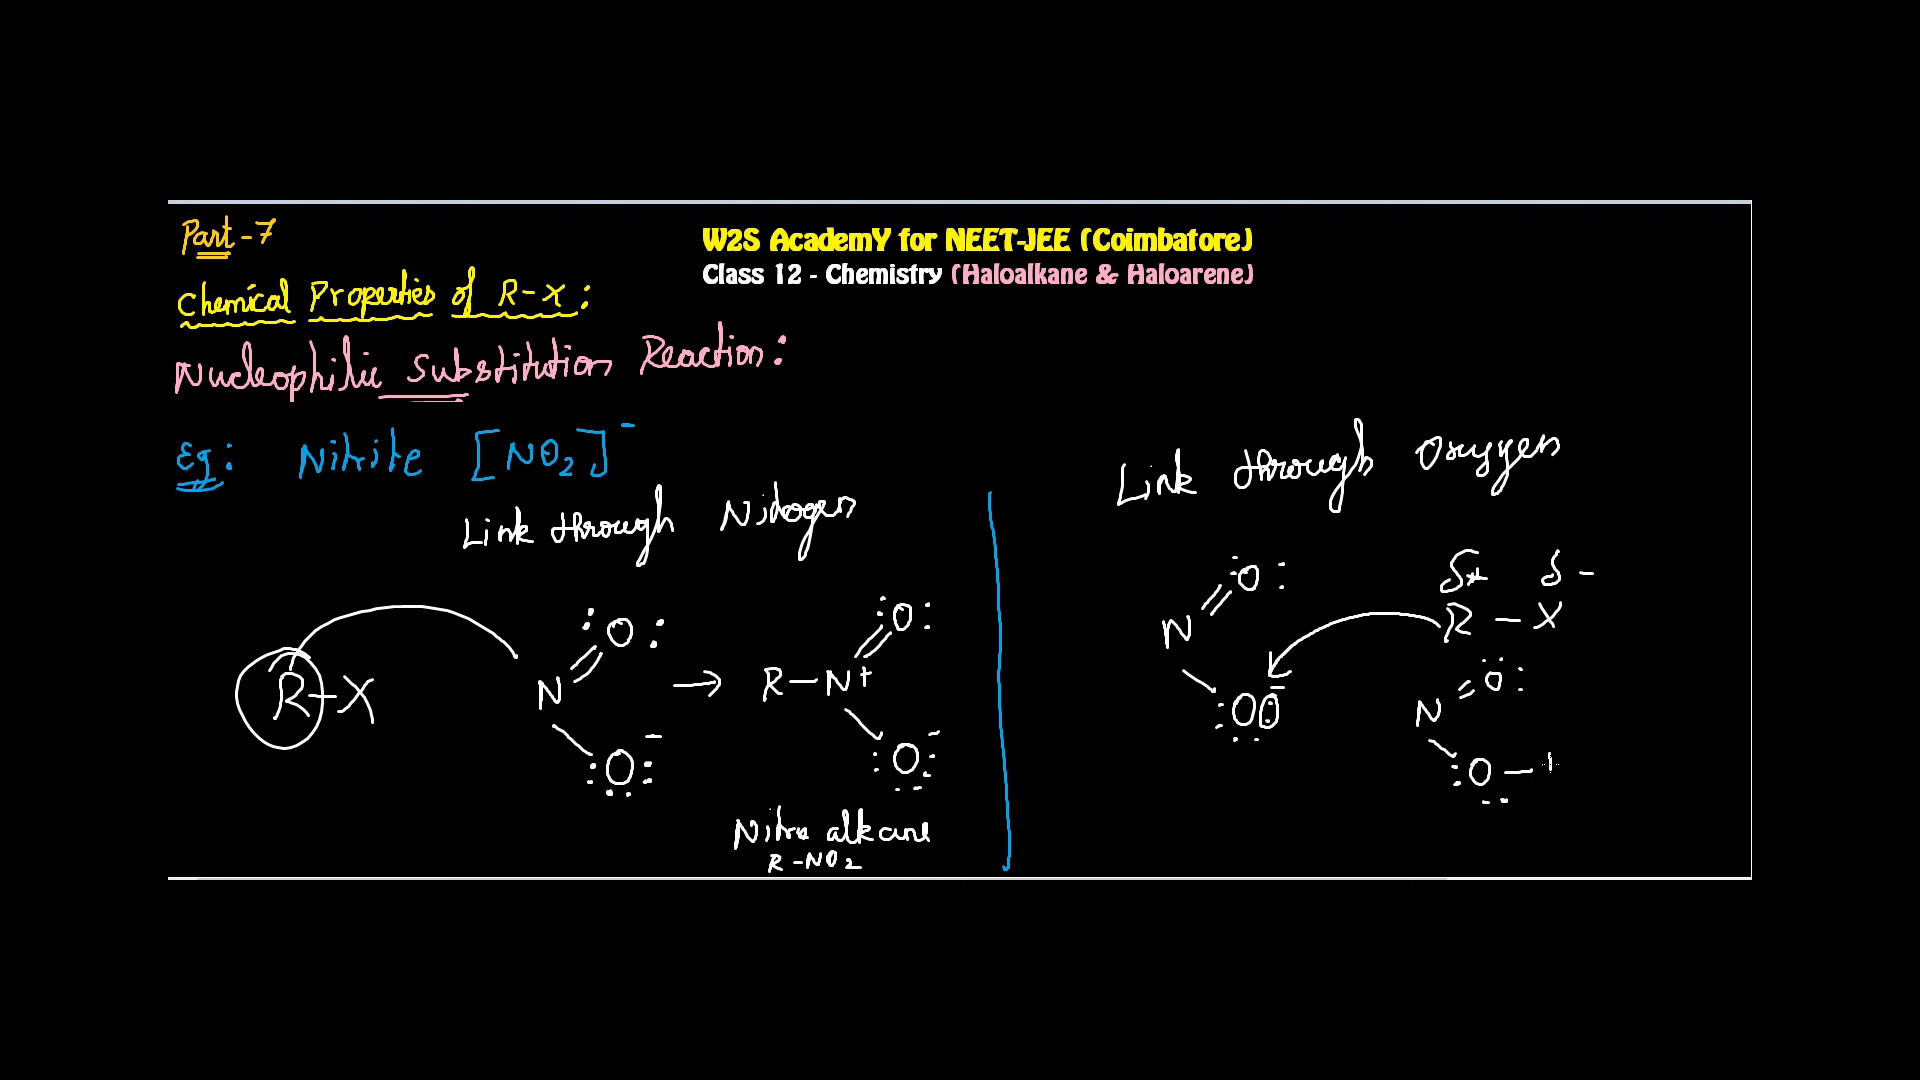 Part-7
W2S AcademY for NEET-JEE (Coimbatore)
Class 12 - Chemistry (Haloalkane & Haloarene)
Chemical Properties of R-X:
Nucleophilic Substitution Reaction:
Eg: Nitrite [NO2]⁻
Link through Nitrogen
Link through Oxygen
R-X
N=O:
N-O:⁻
→
R-N⁺
=O:
-O:⁻
Nitro alkane
R-NO2
N=O:
:OO⁻
δ+ δ-
R-X
N=O:
:O-